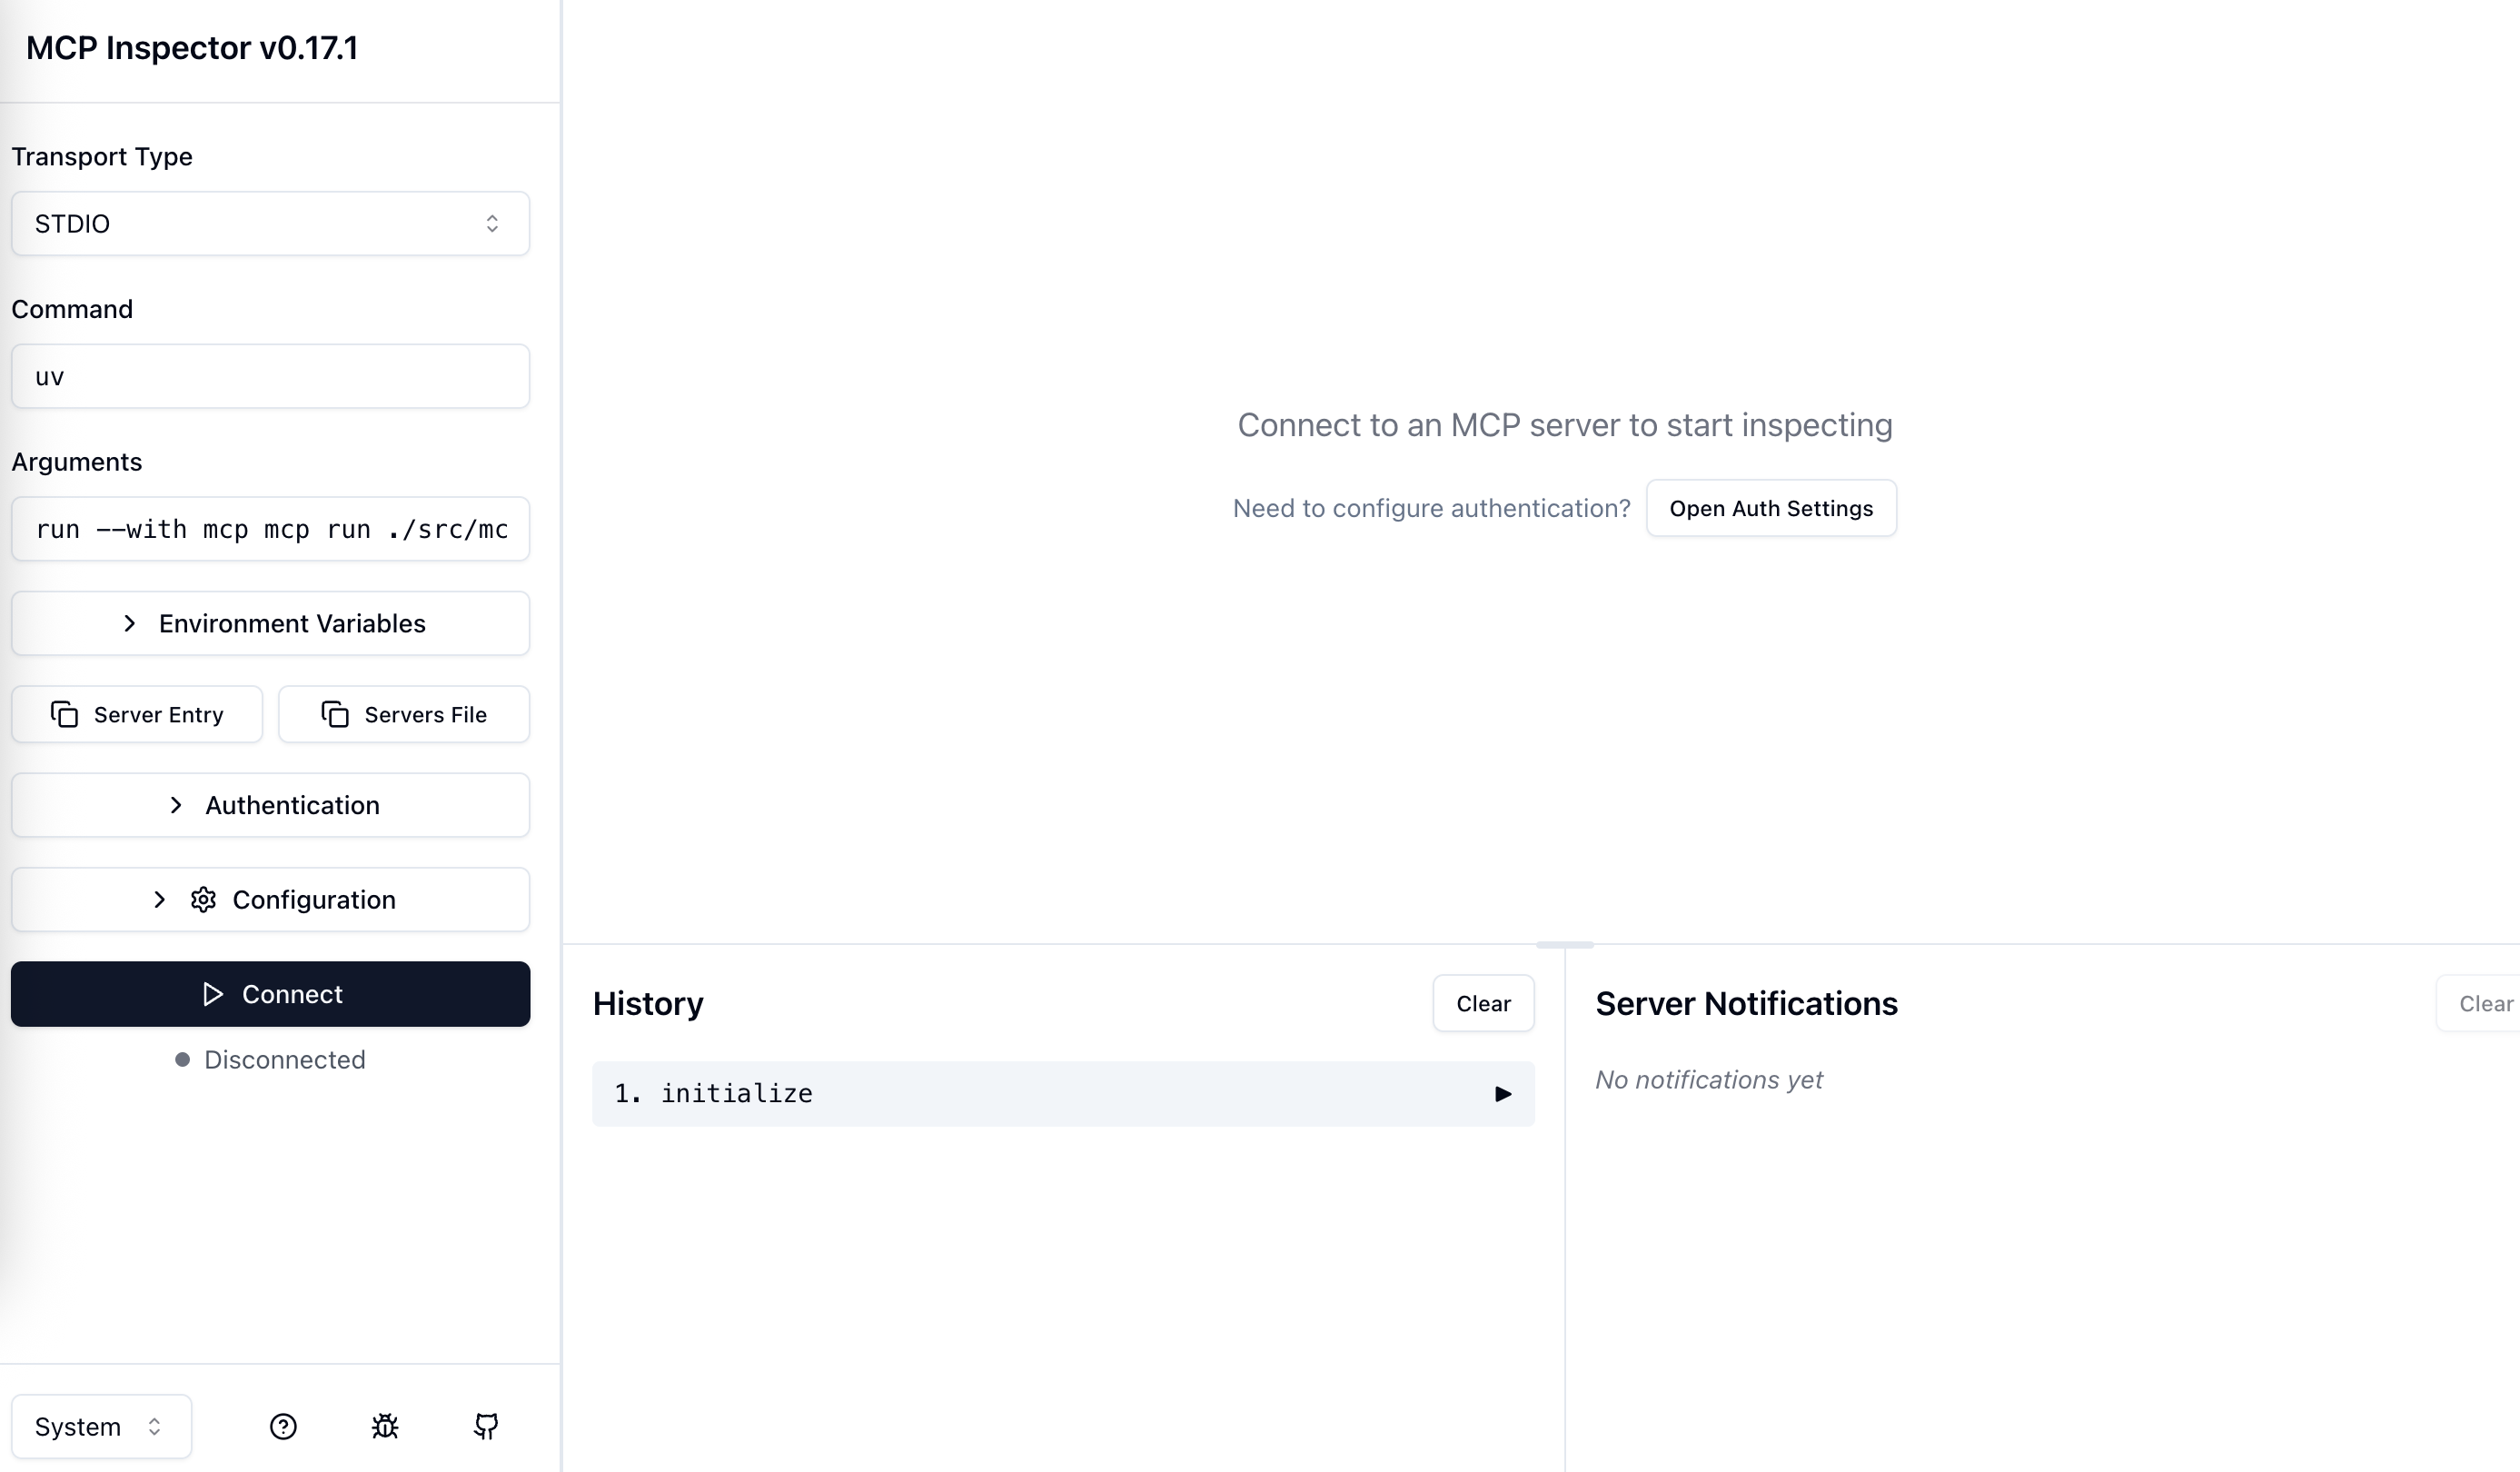 MCP Inspector v0.17.1
Transport Type
STDIO
Command
uv
Arguments
run --with mcp mcp run ./src/mc
Environment Variables
Server Entry
Servers File
Authentication
Configuration
Connect
Disconnected
System
Connect to an MCP server to start inspecting
Need to configure authentication?
Open Auth Settings
History
Clear
1. initialize
Server Notifications
Clear
No notifications yet